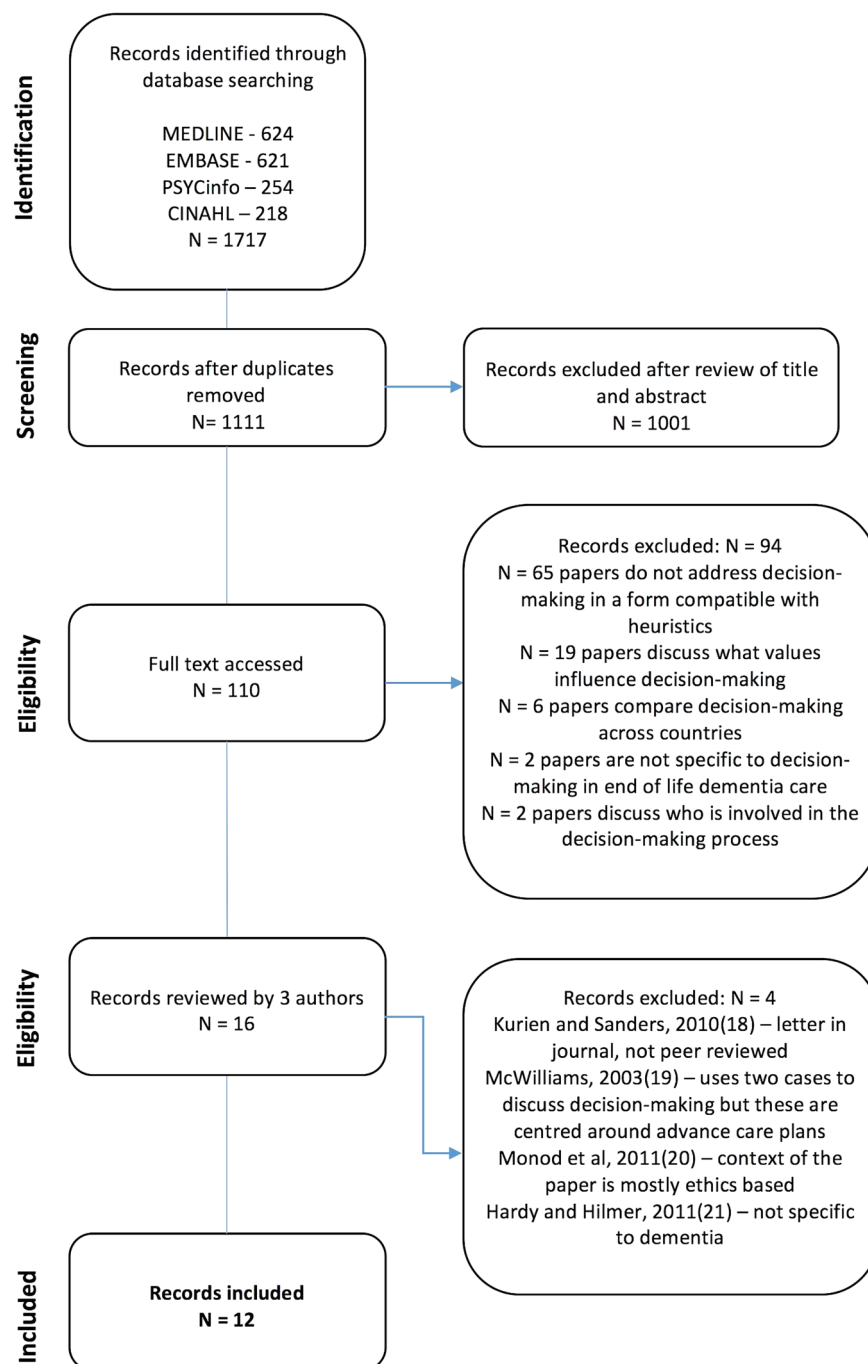 Identification
Records identified through
database searching
MEDLINE - 624
EMBASE - 621
PSYCinfo – 254
CINAHL – 218
N = 1717
Screening
Records after duplicates
removed
N= 1111
Records excluded after review of title
and abstract
N = 1001
Eligibility
Full text accessed
N = 110
Records excluded: N = 94
N = 65 papers do not address decision-
making in a form compatible with
heuristics
N = 19 papers discuss what values
influence decision-making
N = 6 papers compare decision-making
across countries
N = 2 papers are not specific to decision-
making in end of life dementia care
N = 2 papers discuss who is involved in the
decision-making process
Eligibility
Records reviewed by 3 authors
N = 16
Records excluded: N = 4
Kurien and Sanders, 2010(18) – letter in
journal, not peer reviewed
McWilliams, 2003(19) – uses two cases to
discuss decision-making but these are
centred around advance care plans
Monod et al, 2011(20) – context of the
paper is mostly ethics based
Hardy and Hilmer, 2011(21) – not specific
to dementia
Included
Records included
N = 12